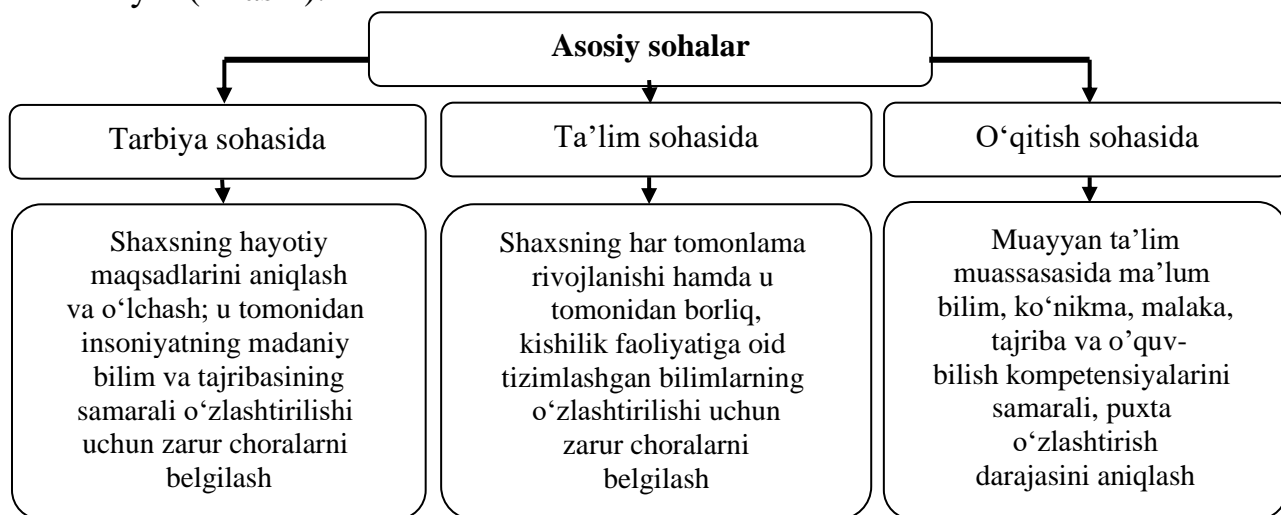 Asosiy sohalar
Tarbiya sohasida
Ta’lim sohasida
O‘qitish sohasida
Shaxsning hayotiy
maqsadlarini aniqlash
va o‘lchash; u tomonidan
insoniyatning madaniy
bilim va tajribasining
samarali o‘zlashtirilishi
uchun zarur choralarni
belgilash
Shaxsning har tomonlama
rivojlanishi hamda u
tomonidan borliq,
kishilik faoliyatiga oid
tizimlashgan bilimlarning
o‘zlashtirilishi uchun
zarur choralarni
belgilash
Muayyan ta’lim
muassasasida ma’lum
bilim, ko‘nikma, malaka,
tajriba va o’quv-
bilish kompetensiyalarini
samarali, puxta
o‘zlashtirish
darajasini aniqlash